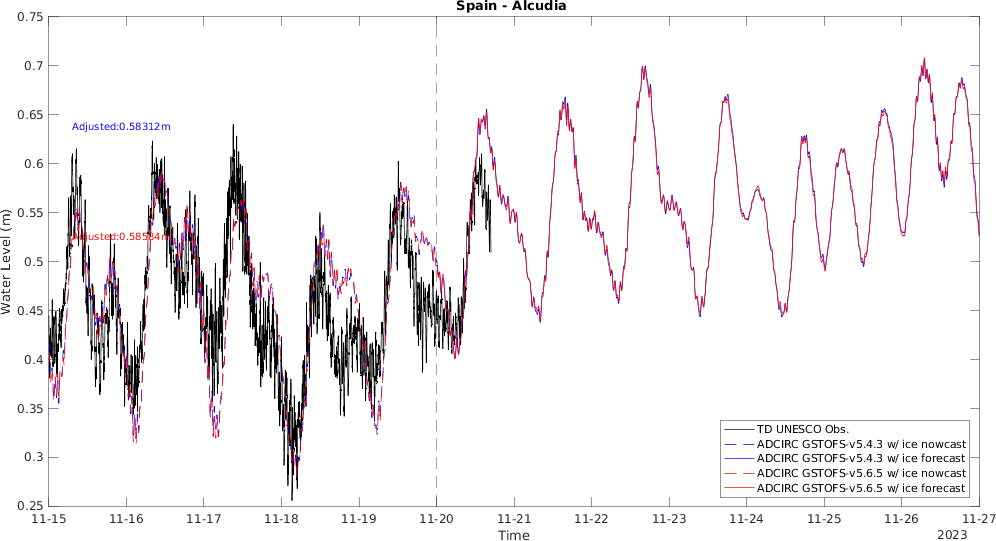 Spain - Alcudia
0.75
0.7
0.65
0.6
0.55
0.5
0.45
0.4
0.35
0.3
0.25
Water Level (m)
Adjusted:0.58312m
Adjusted:0.58584m
TD UNESCO Obs.
ADCIRC GSTOFS-v5.4.3 w/ ice nowcast
ADCIRC GSTOFS-v5.4.3 w/ ice forecast
ADCIRC GSTOFS-v5.6.5 w/ ice nowcast
ADCIRC GSTOFS-v5.6.5 w/ ice forecast
11-15 11-16 11-17 11-18 11-19 11-20 11-21 11-22 11-23 11-24 11-25 11-26 11-27
Time
2023